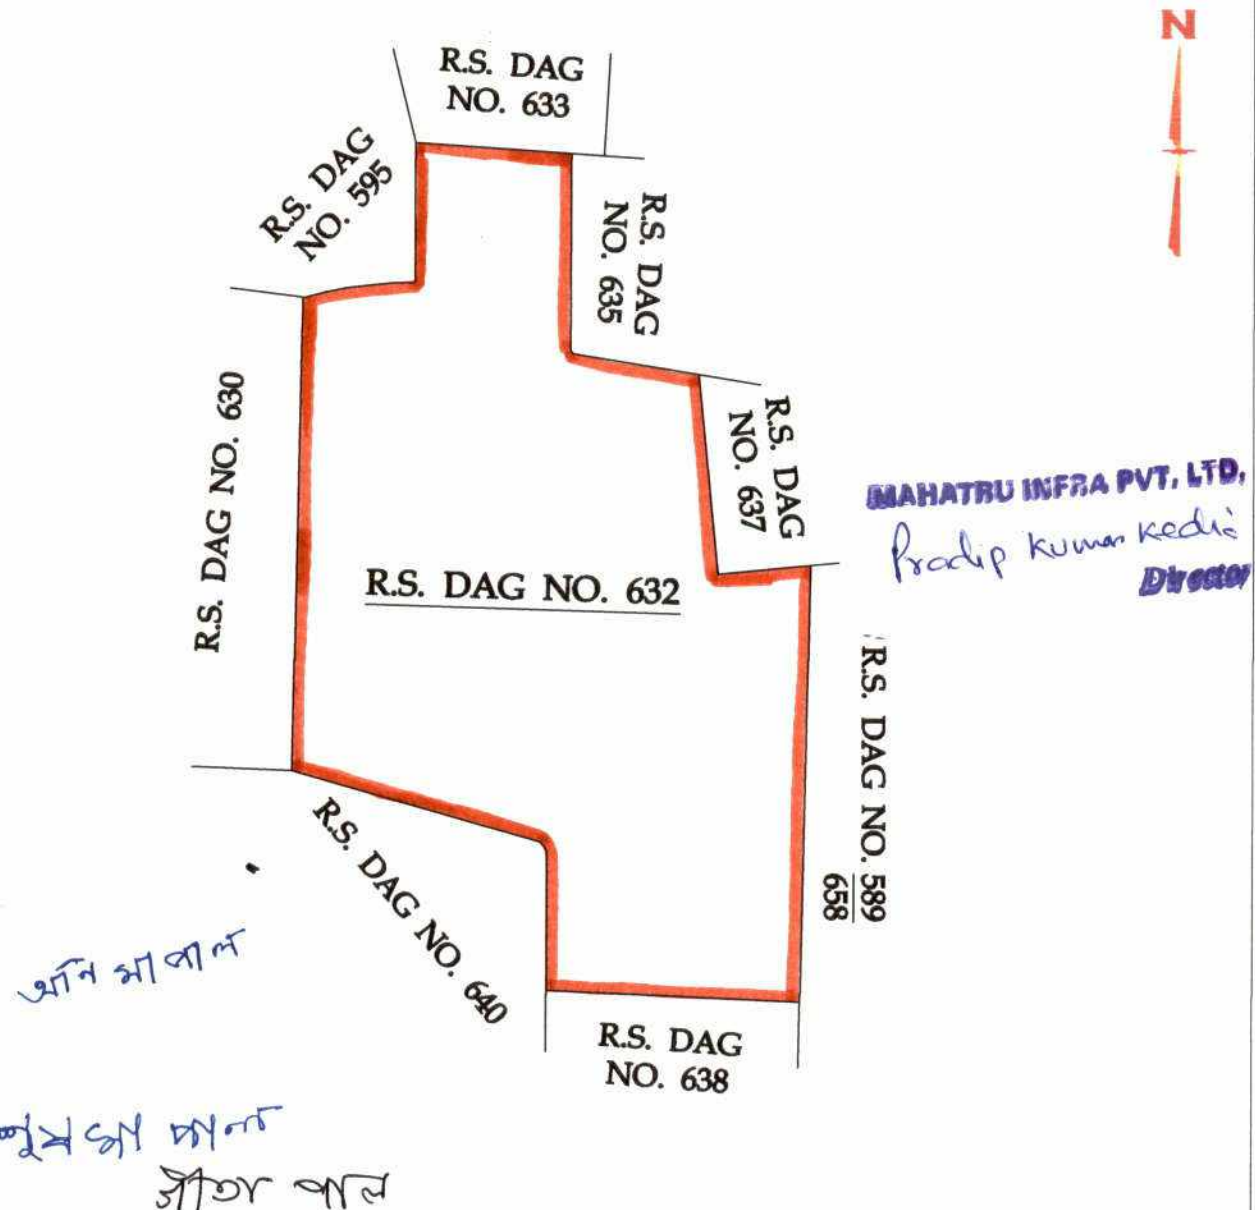 N
R.S. DAG
NO. 633
R.S. DAG
NO. 595
R.S. DAG
NO. 635
R.S. DAG NO. 630
R.S. DAG
NO. 637
MAHATRU INFRA PVT. LTD.
Pradip Kumar Kedia
Director
R.S. DAG NO. 632
R.S. DAG NO. 589
658
R.S. DAG NO. 640
R.S. DAG
NO. 638
পাল
পাল
গীতা পাল